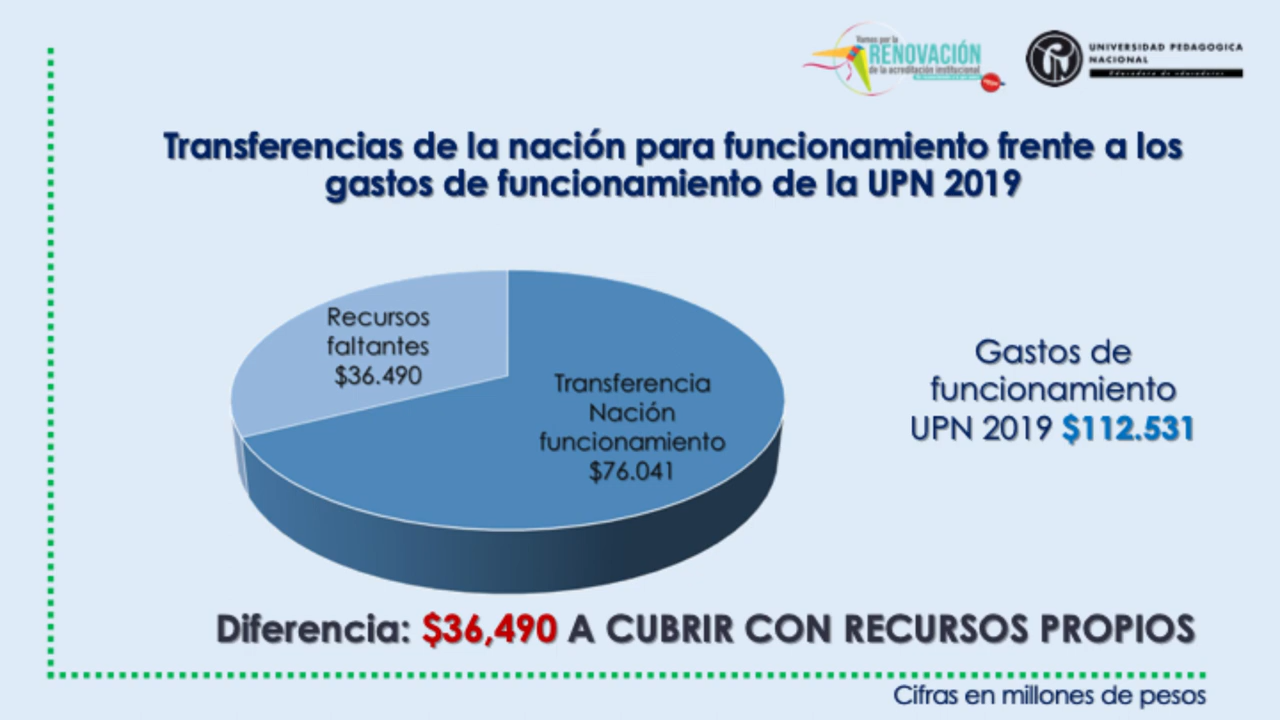 Vamos por la
RENOVACIÓN
de la acreditación institucional
UNIVERSIDAD PEDAGOGICA
NACIONAL
Educadora de educadores
Transferencias de la nación para funcionamiento frente a los
gastos de funcionamiento de la UPN 2019
Recursos
faltantes
$36.490
Transferencia
Nación
funcionamiento
$76.041
Gastos de
funcionamiento
UPN 2019 $112.531
Diferencia: $36,490 A CUBRIR CON RECURSOS PROPIOS
Cifras en millones de pesos